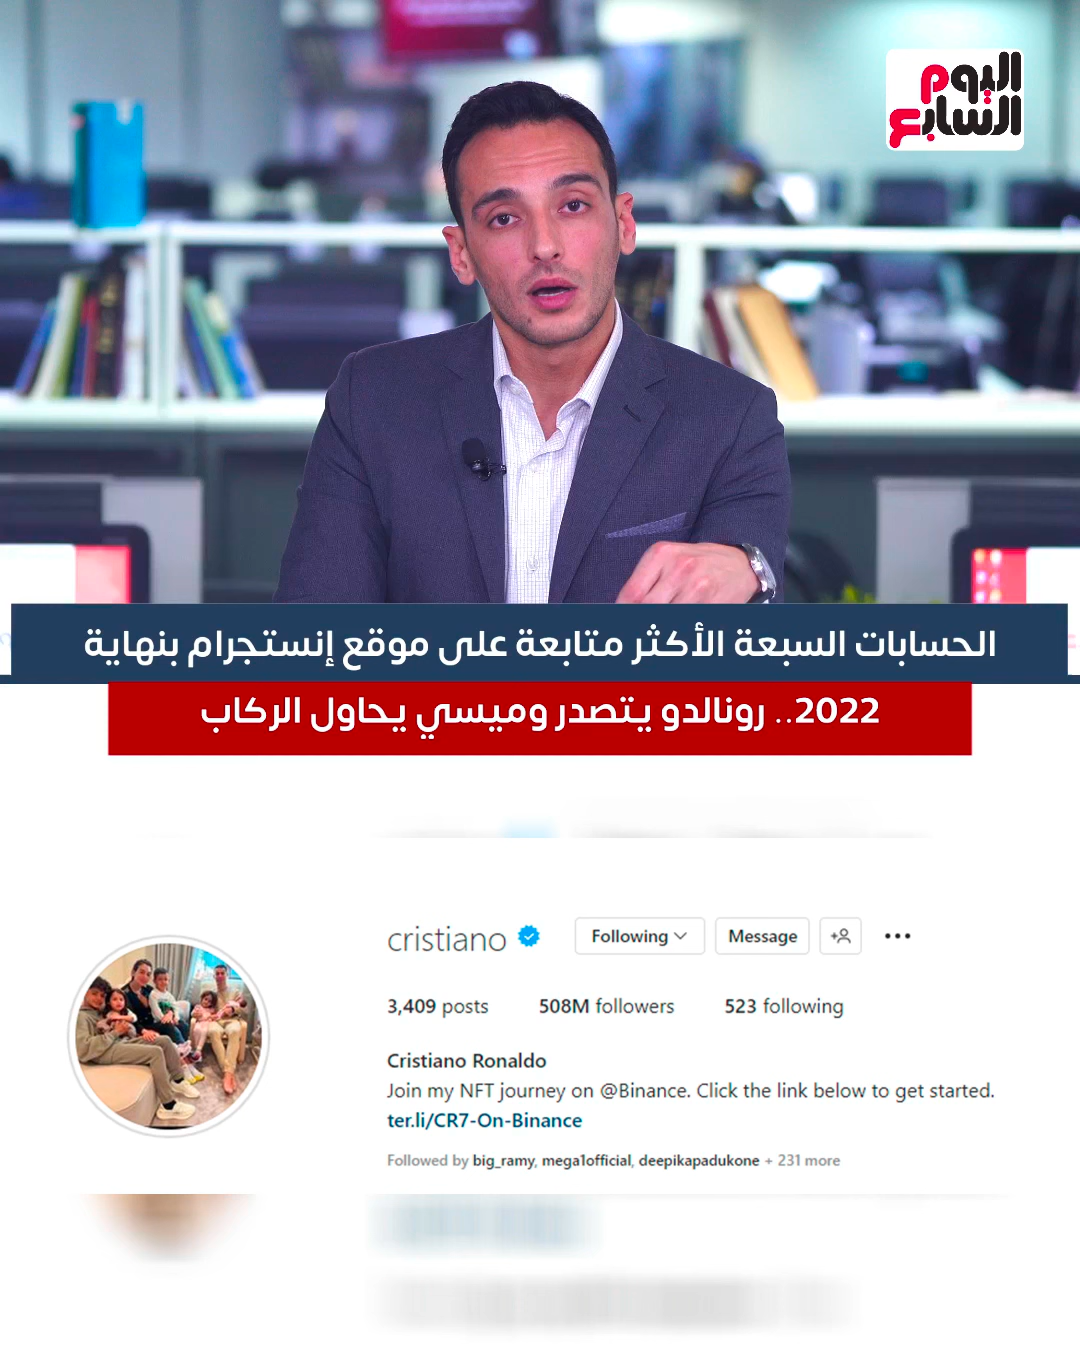 اليوم
السابع
الحسابات السبعة الأكثر متابعة على موقع إنستجرام بنهاية
2022.. رونالدو يتصدر وميسي يحاول الركاب
cristiano Following Message
3,409 posts 508M followers 523 following
Cristiano Ronaldo
Join my NFT journey on @Binance. Click the link below to get started.
ter.li/CR7-On-Binance
Followed by big_ramy, mega1official, deepikapadukone + 231 more